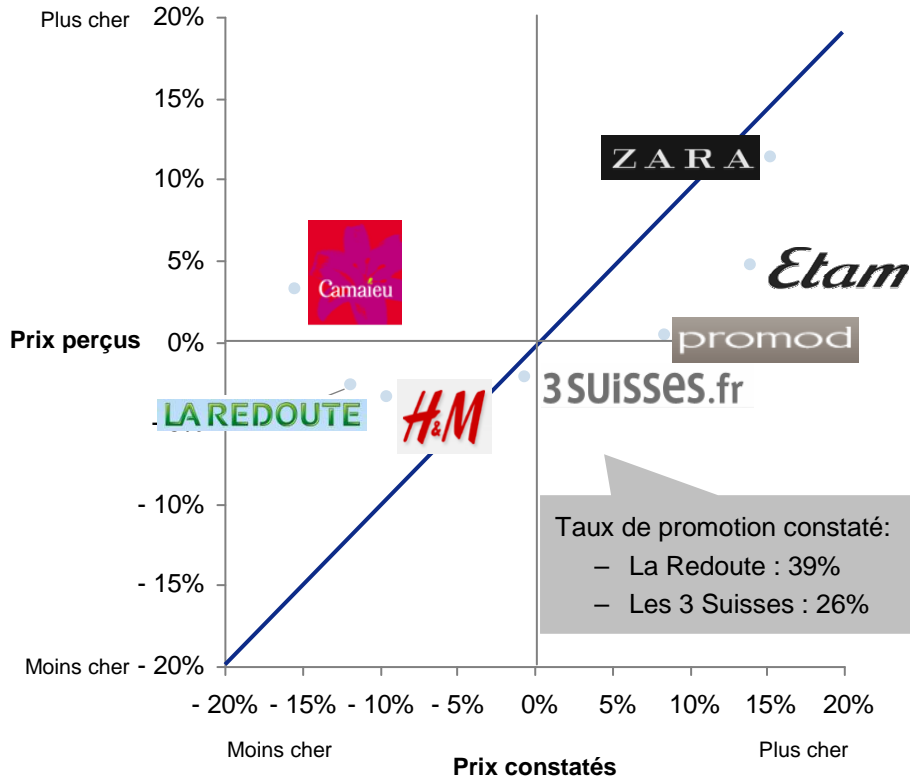 Plus cher
20%
15%
ZARA
10%
Camaïeu
5%
Etam
Prix perçus
0%
promod
3SUiSSES.fr
LA REDOUTE
H&M
- 10%
Taux de promotion constaté:
– La Redoute : 39%
– Les 3 Suisses : 26%
- 15%
Moins cher
- 20%
- 20% - 15% - 10% - 5% 0% 5% 10% 15% 20%
Moins cher
Plus cher
Prix constatés